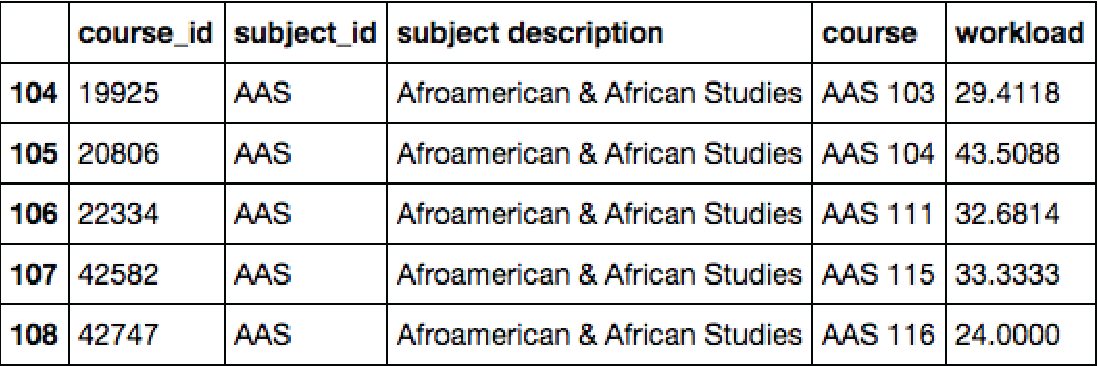 course_id subject_id subject description course workload
104 19925 AAS Afroamerican & African Studies AAS 103 29.4118
105 20806 AAS Afroamerican & African Studies AAS 104 43.5088
106 22334 AAS Afroamerican & African Studies AAS 111 32.6814
107 42582 AAS Afroamerican & African Studies AAS 115 33.3333
108 42747 AAS Afroamerican & African Studies AAS 116 24.0000